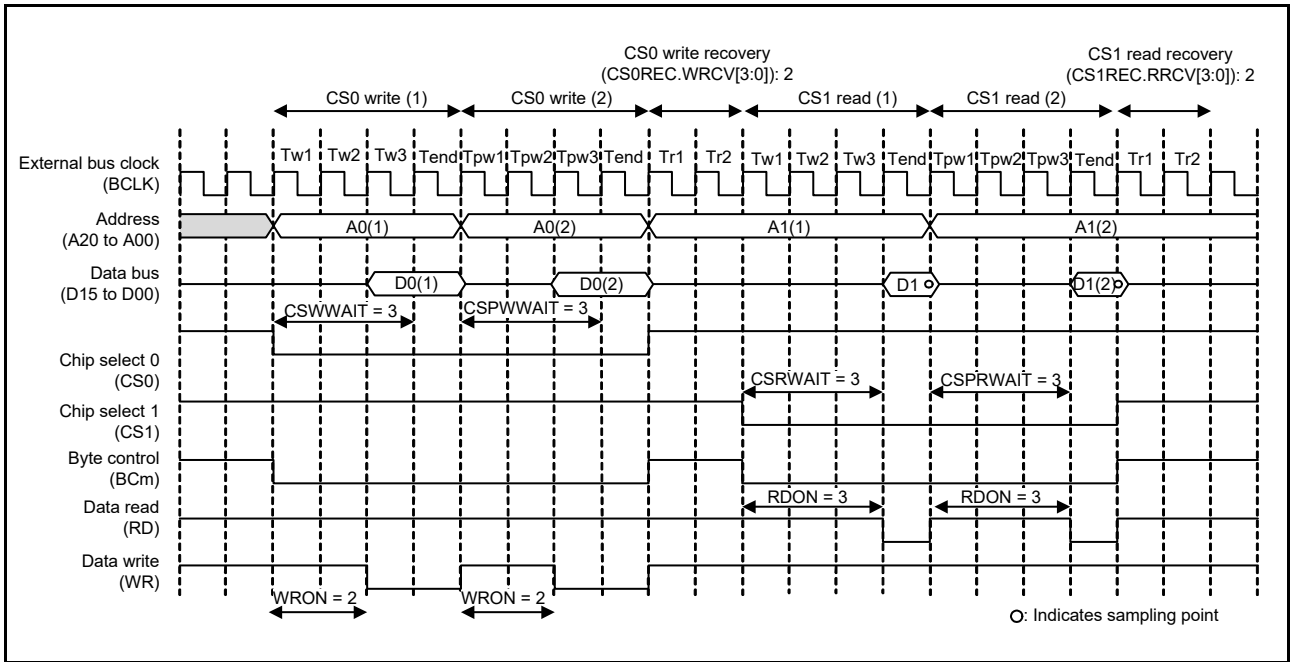 CS0 write recovery
(CS0REC.WRCV[3:0]): 2
CS1 read recovery
(CS1REC.RRCV[3:0]): 2
CS0 write (1) CS0 write (2) CS1 read (1) CS1 read (2)
Tw1 Tw2 Tw3 Tend Tpw1 Tpw2 Tpw3 Tend Tr1 Tr2 Tw1 Tw2 Tw3 Tend Tpw1 Tpw2 Tpw3 Tend Tr1 Tr2
External bus clock
(BCLK)
Address
(A20 to A00)
A0(1) A0(2) A1(1) A1(2)
Data bus
(D15 to D00)
D0(1) D0(2) D1 D1(2)
CSWWAIT = 3 CSPWWAIT = 3
Chip select 0
(CS0)
CSRWAIT = 3 CSPRWAIT = 3
Chip select 1
(CS1)
Byte control
(BCm)
RDON = 3 RDON = 3
Data read
(RD)
Data write
(WR)
WRON = 2 WRON = 2
O: Indicates sampling point